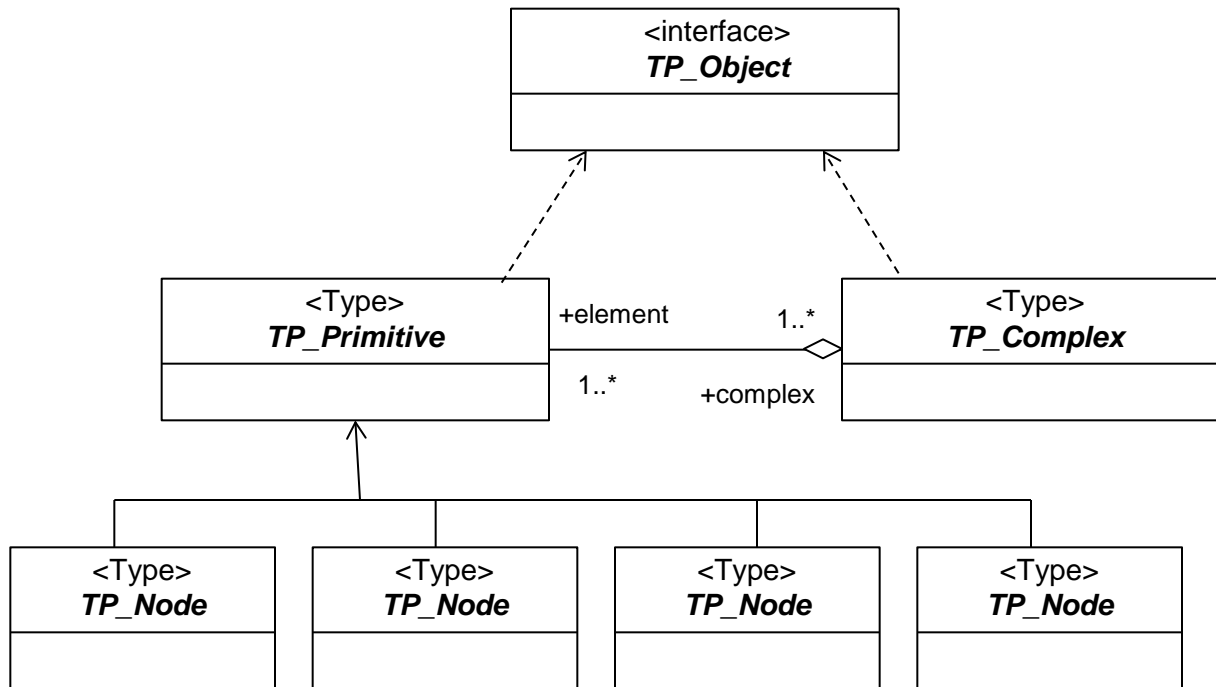 <interface>
TP_Object
<Type>
TP_Primitive
+element
1..*
<Type>
TP_Complex
1..*
+complex
<Type>
TP_Node
<Type>
TP_Node
<Type>
TP_Node
<Type>
TP_Node